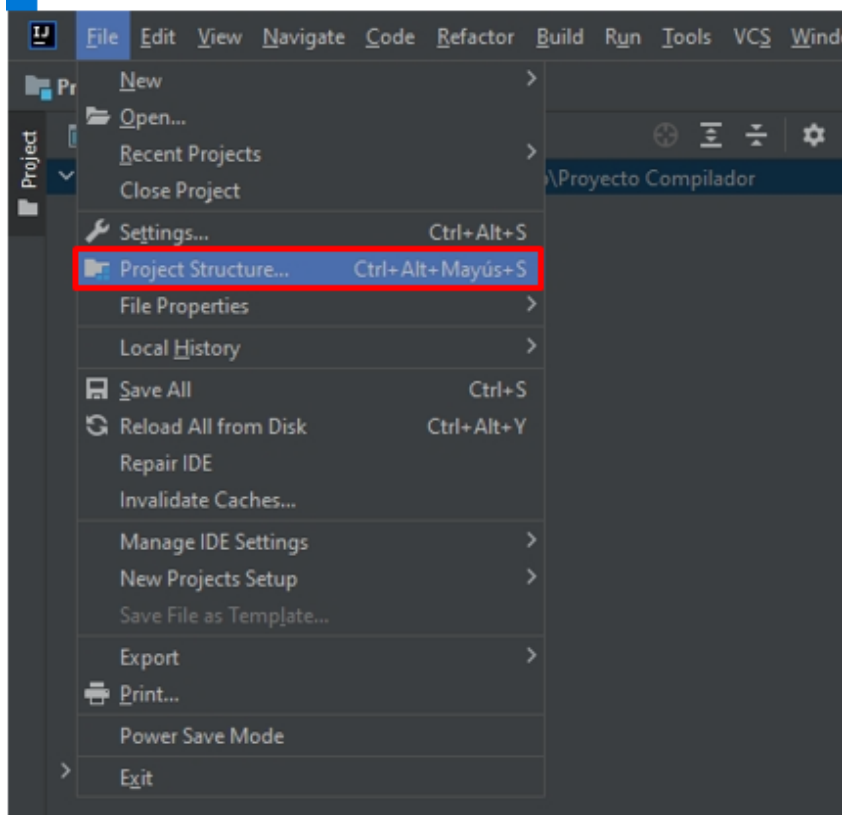 IJ File Edit View Navigate Code Refactor Build Run Tools VCS Wind
Pr
New
Open...
Recent Projects
Project
\Proyecto Compilador
Close Project
Settings... Ctrl+Alt+S
Project Structure... Ctrl+Alt+Mayús+S
File Properties
Local History
Save All Ctrl+S
Reload All from Disk Ctrl+Alt+Y
Repair IDE
Invalidate Caches...
Manage IDE Settings
New Projects Setup
Save File as Template...
Export
Print...
Power Save Mode
Exit